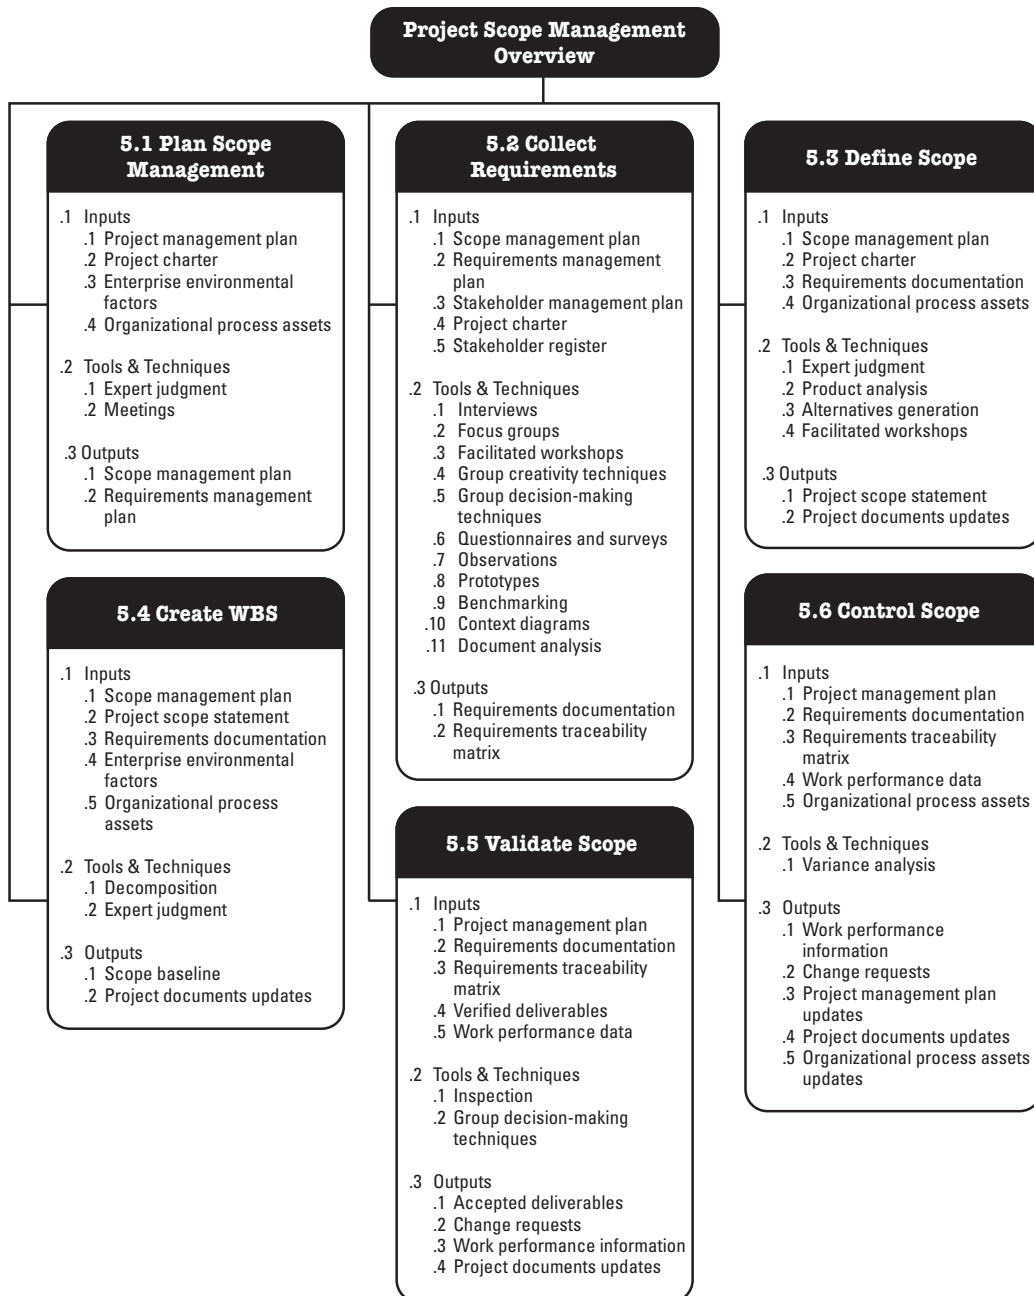 Project Scope Management
Overview
5.1 Plan Scope
Management
.1 Inputs
.1 Project management plan
.2 Project charter
.3 Enterprise environmental
factors
.4 Organizational process assets
.2 Tools & Techniques
.1 Expert judgment
.2 Meetings
.3 Outputs
.1 Scope management plan
.2 Requirements management
plan
5.2 Collect
Requirements
.1 Inputs
.1 Scope management plan
.2 Requirements management
plan
.3 Stakeholder management plan
.4 Project charter
.5 Stakeholder register
.2 Tools & Techniques
.1 Interviews
.2 Focus groups
.3 Facilitated workshops
.4 Group creativity techniques
.5 Group decision-making
techniques
.6 Questionnaires and surveys
.7 Observations
.8 Prototypes
.9 Benchmarking
.10 Context diagrams
.11 Document analysis
.3 Outputs
.1 Requirements documentation
.2 Requirements traceability
matrix
5.3 Define Scope
.1 Inputs
.1 Scope management plan
.2 Project charter
.3 Requirements documentation
.4 Organizational process assets
.2 Tools & Techniques
.1 Expert judgment
.2 Product analysis
.3 Alternatives generation
.4 Facilitated workshops
.3 Outputs
.1 Project scope statement
.2 Project documents updates
5.4 Create WBS
.1 Inputs
.1 Scope management plan
.2 Project scope statement
.3 Requirements documentation
.4 Enterprise environmental
factors
.5 Organizational process
assets
.2 Tools & Techniques
.1 Decomposition
.2 Expert judgment
.3 Outputs
.1 Scope baseline
.2 Project documents updates
5.5 Validate Scope
.1 Inputs
.1 Project management plan
.2 Requirements documentation
.3 Requirements traceability
matrix
.4 Verified deliverables
.5 Work performance data
.2 Tools & Techniques
.1 Inspection
.2 Group decision-making
techniques
.3 Outputs
.1 Accepted deliverables
.2 Change requests
.3 Work performance information
.4 Project documents updates
5.6 Control Scope
.1 Inputs
.1 Project management plan
.2 Requirements documentation
.3 Requirements traceability
matrix
.4 Work performance data
.5 Organizational process assets
.2 Tools & Techniques
.1 Variance analysis
.3 Outputs
.1 Work performance
information
.2 Change requests
.3 Project management plan
updates
.4 Project documents updates
.5 Organizational process assets
updates